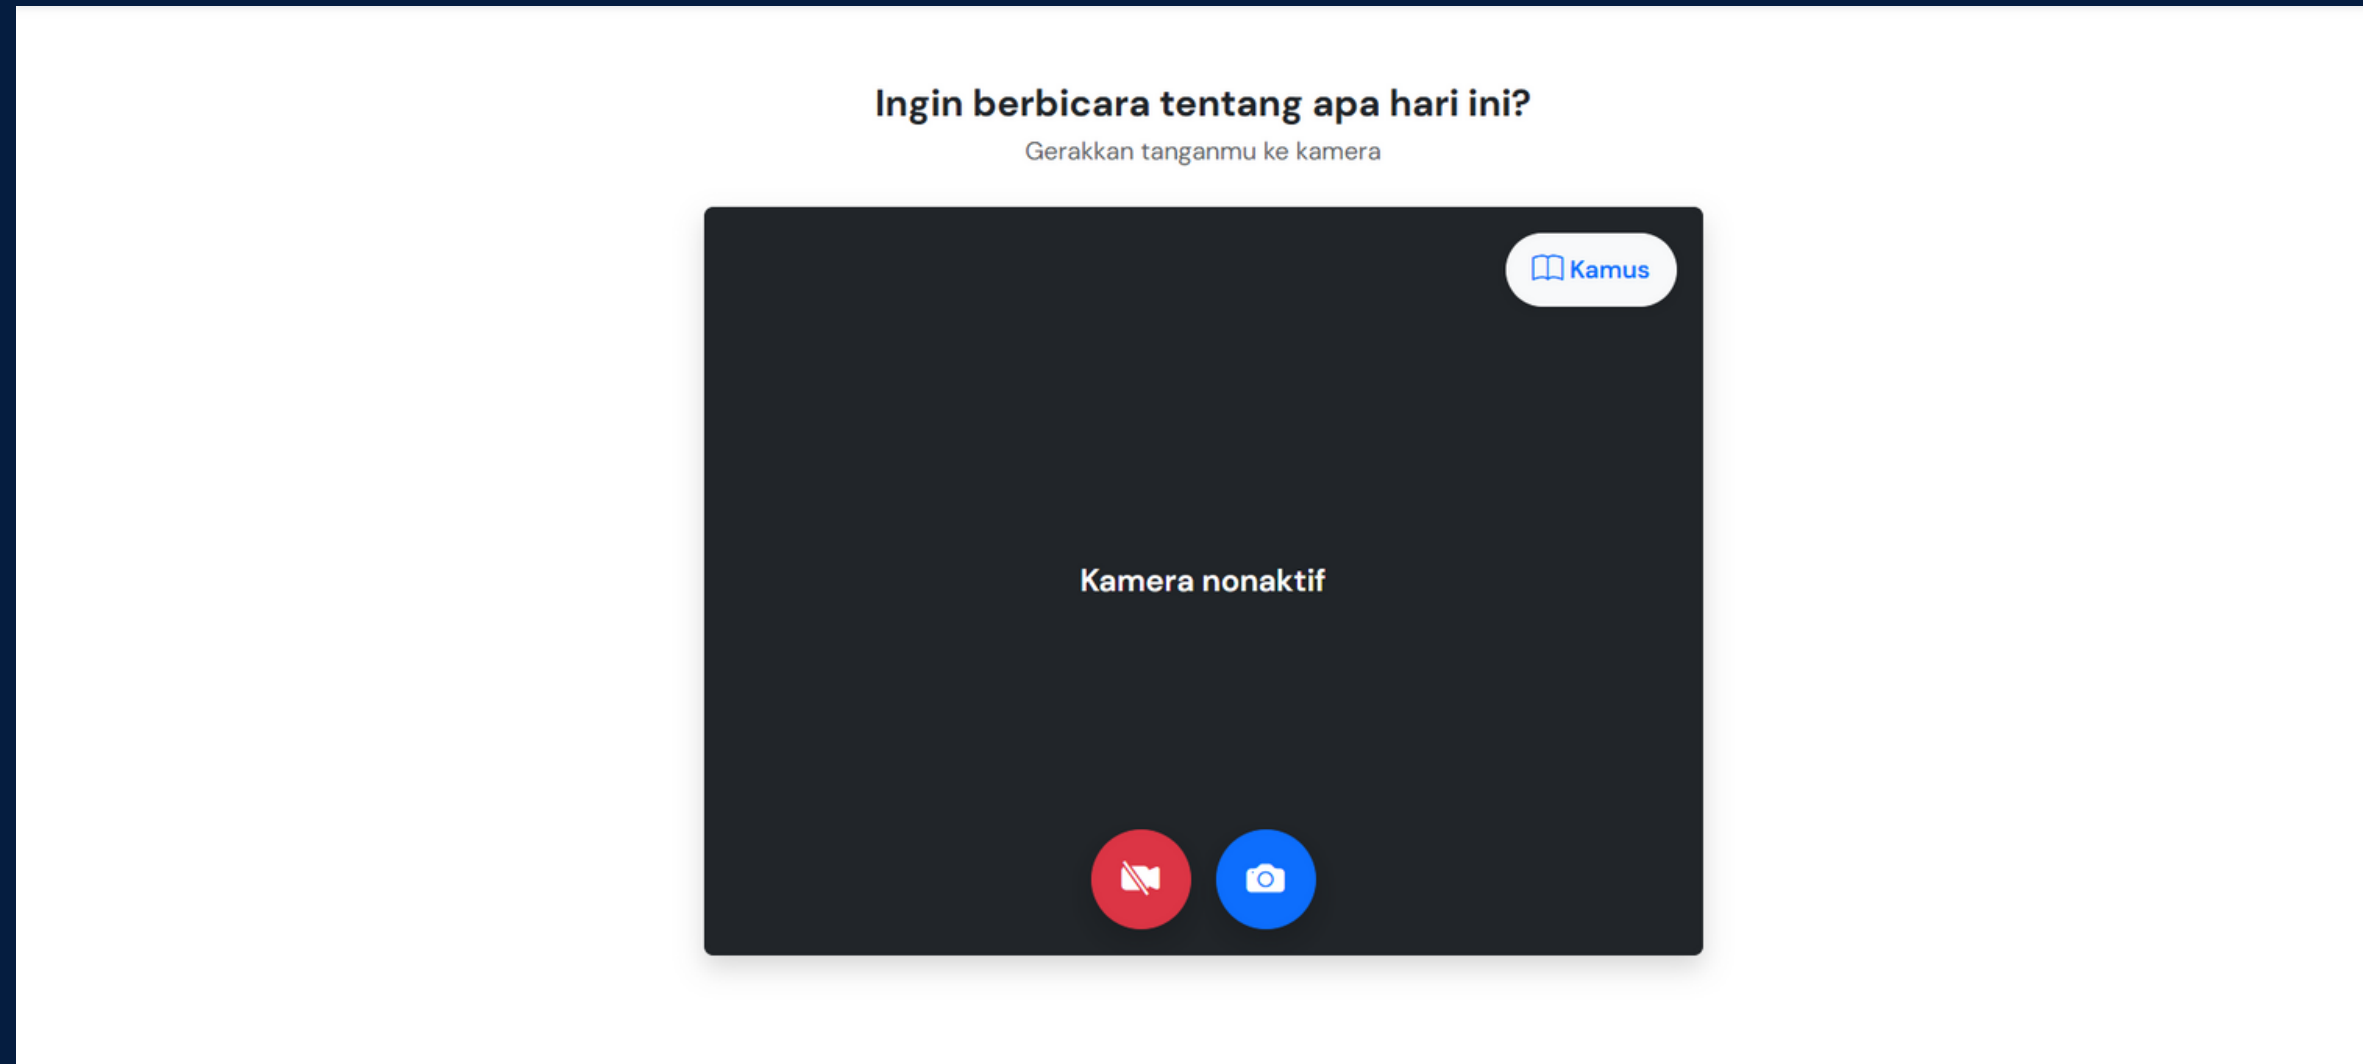 Ingin berbicara tentang apa hari ini?
Gerakkan tanganmu ke kamera
Kamus
Kamera nonaktif